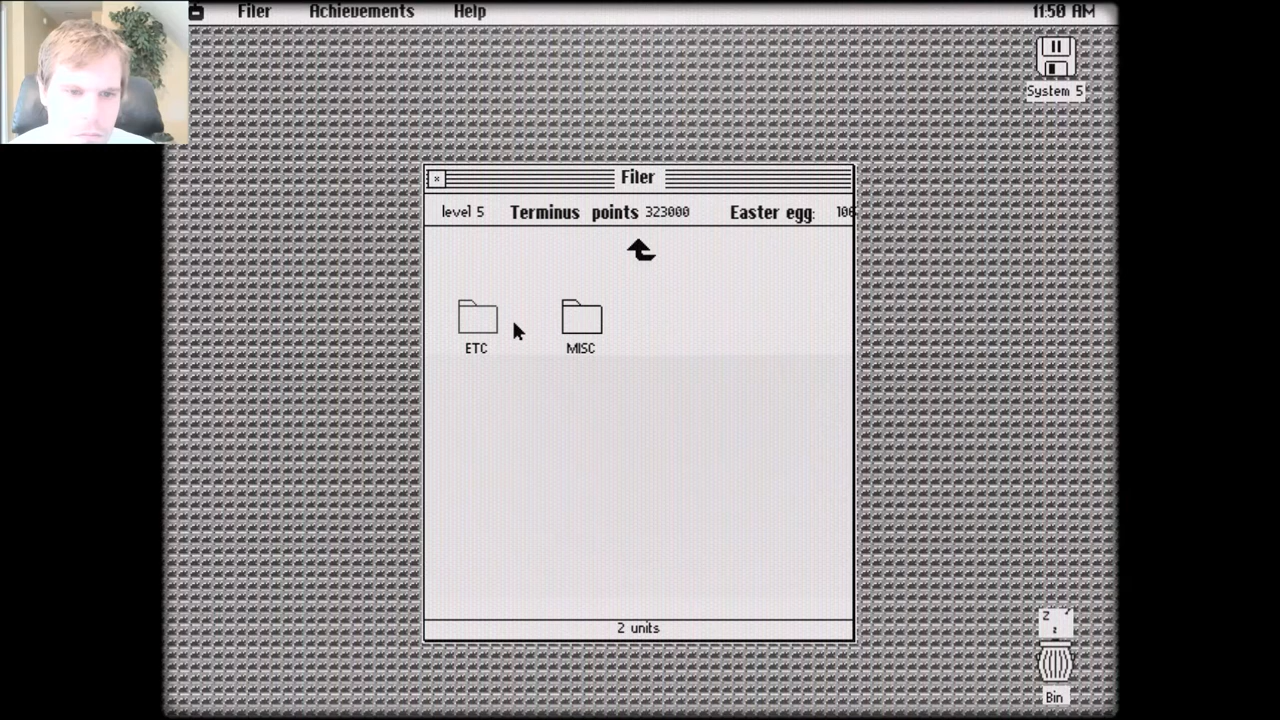 Filer Achievements Help 11:50 AM
System 5
Filer
level 5 Terminus points 323000 Easter egg: 106
ETC MISC
2 units
Bin